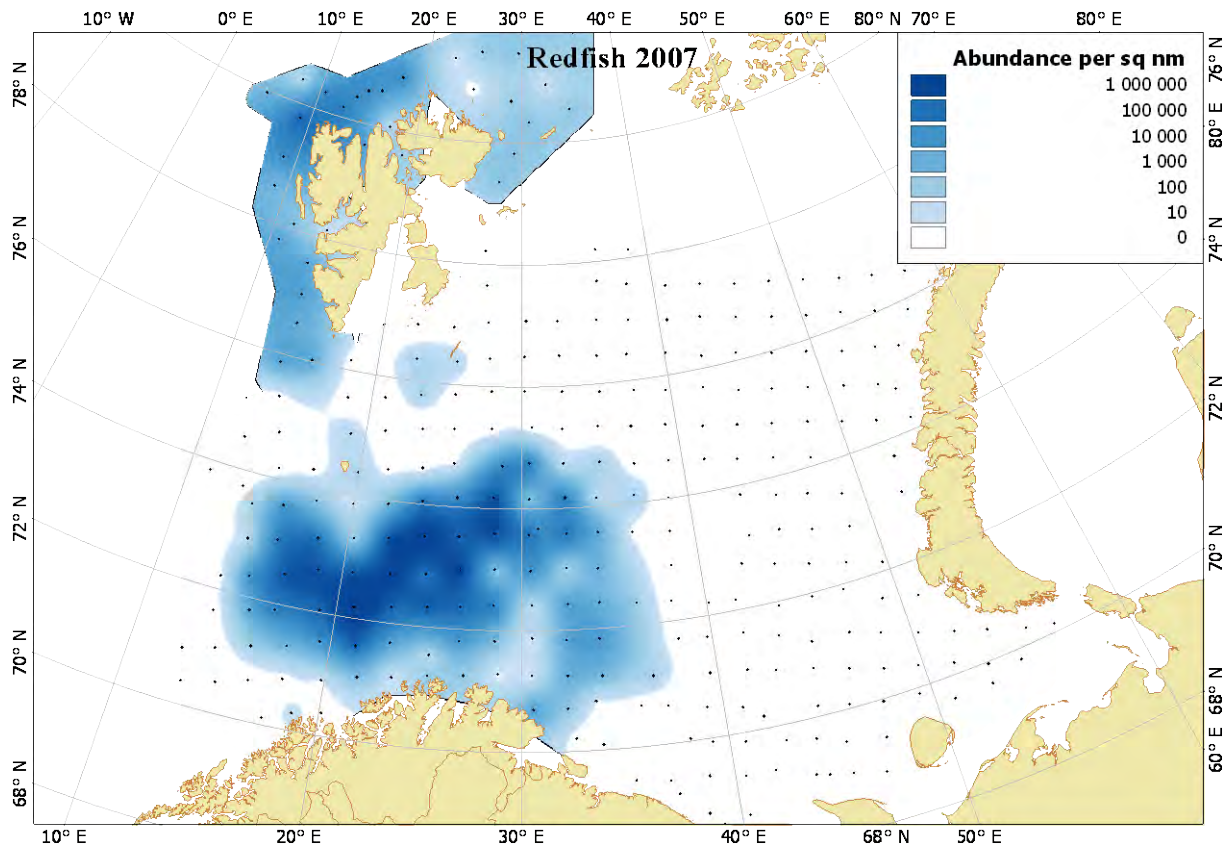 10° W 0° E 10° E 20° E 30° E 40° E 50° E 60° E 80° N 70° E 80° E
Redfish 2007
Abundance per sq nm
1 000 000
100 000
10 000
1 000
100
10
0
78° N
76° N
74° N
72° N
70° N
68° N
76° N
80° E
74° N
72° N
70° N
68° N
60° E
10° E 20° E 30° E 40° E 68° N 50° E